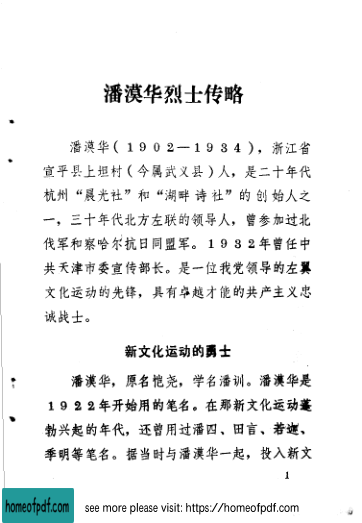 潘漠华烈士传略
潘漠华(1902—1934),浙江省
宣平县上坦村(今属武义县)人,是二十年代
杭州“晨光社”和“湖畔诗社”的创始人之
一,三十年代北方左联的领导人,曾参加过北
伐军和察哈尔抗日同盟军。1932年曾任中
共天津市委宣传部长。是一位我党领导的左翼
文化运动的先锋,具有卓越才能的共产主义忠
诚战士。
新文化运动的勇士
潘漠华,原名恺尧,学名潘训。潘漠华是
1922年开始用的笔名。在那新文化运动蓬
勃兴起的年代,还曾用过潘四、田言、若迦、
季明等笔名。据当时与潘漠华一起,投入新文
1
homeofpdf.com
see more please visit: https://homeofpdf.com